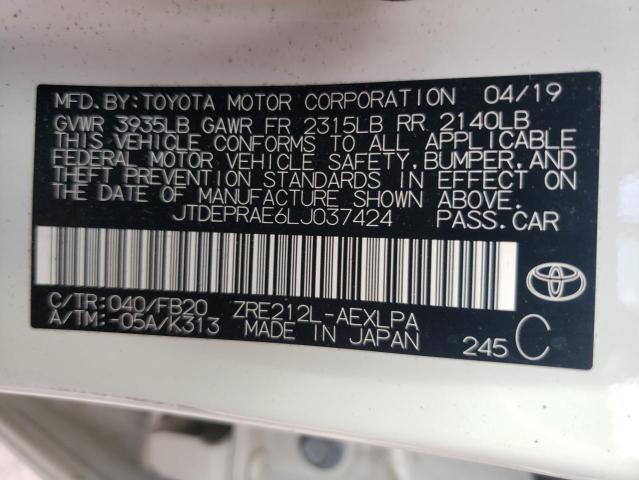 MFD. BY: TOYOTA MOTOR CORPORATION 04/19
GVWR 3935LB GAWR FR 2315LB RR 2140LB
THIS VEHICLE CONFORMS TO ALL APPLICABLE
FEDERAL MOTOR VEHICLE SAFETY, BUMPER, AND
THEFT PREVENTION STANDARDS IN EFFECT ON
THE DATE OF MANUFACTURE SHOWN ABOVE.
JTDEPRAE6LJ037424 PASS. CAR
C/TR: 040/FB20 ZRE212L-AEXLPA
A/TM: -05A/K313 MADE IN JAPAN
245 C